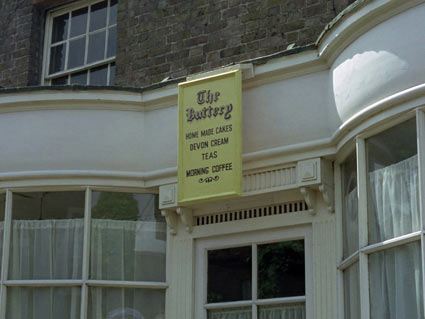 The
Buttery
HOME MADE CAKES
DEVON CREAM
TEAS
MORNING COFFEE